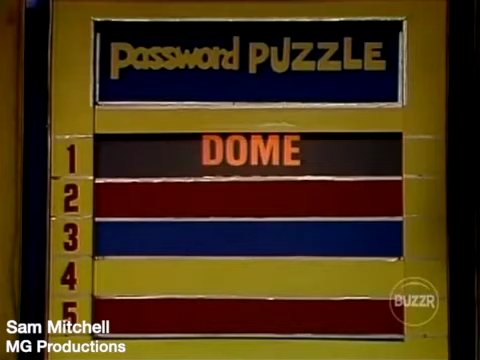 Password PUZZLE
1 DOME
2
3
4
5
BUZZR
Sam Mitchell
MG Productions